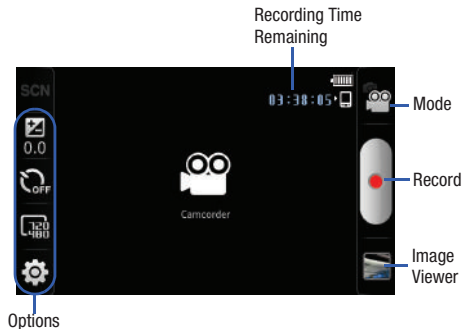 Recording Time
Remaining
SCN
03:38:05
Mode
0.0
OFF
Record
720
480
Camcorder
Image
Viewer
Options